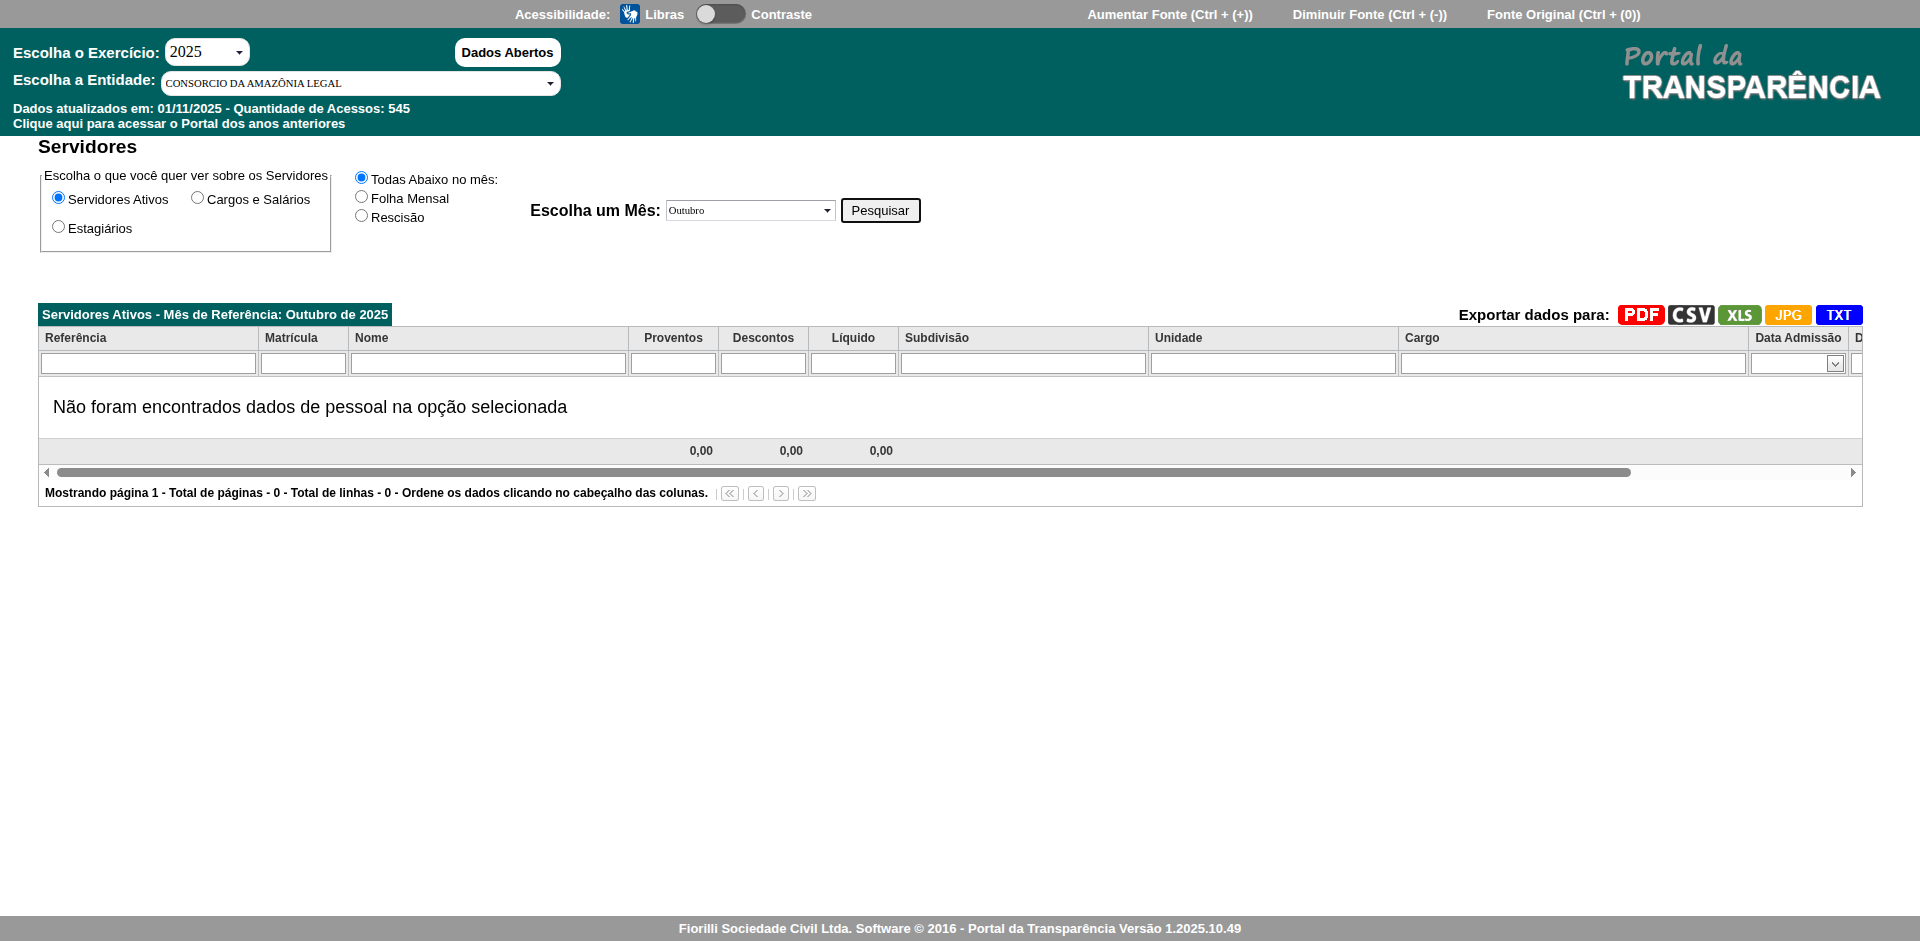 Acessibilidade: Libras Contraste Aumentar Fonte (Ctrl + (+)) Diminuir Fonte (Ctrl + (-)) Fonte Original (Ctrl + (0))
Escolha o Exercício: 2025 Dados Abertos
Escolha a Entidade: CONSORCIO DA AMAZÔNIA LEGAL
Portal da
TRANSPARÊNCIA
Dados atualizados em: 01/11/2025 - Quantidade de Acessos: 545
Clique aqui para acessar o Portal dos anos anteriores
Servidores
Escolha o que você quer ver sobre os Servidores
Servidores Ativos Cargos e Salários
Estagiários
Todas Abaixo no mês:
Folha Mensal
Rescisão
Escolha um Mês: Outubro Pesquisar
Servidores Ativos - Mês de Referência: Outubro de 2025
Exportar dados para: PDF CSV XLS JPG TXT
Referência Matrícula Nome Proventos Descontos Líquido Subdivisão Unidade Cargo Data Admissão D
Não foram encontrados dados de pessoal na opção selecionada
0,00 0,00 0,00
Mostrando página 1 - Total de páginas - 0 - Total de linhas - 0 - Ordene os dados clicando no cabeçalho das colunas.
Fiorilli Sociedade Civil Ltda. Software © 2016 - Portal da Transparência Versão 1.2025.10.49